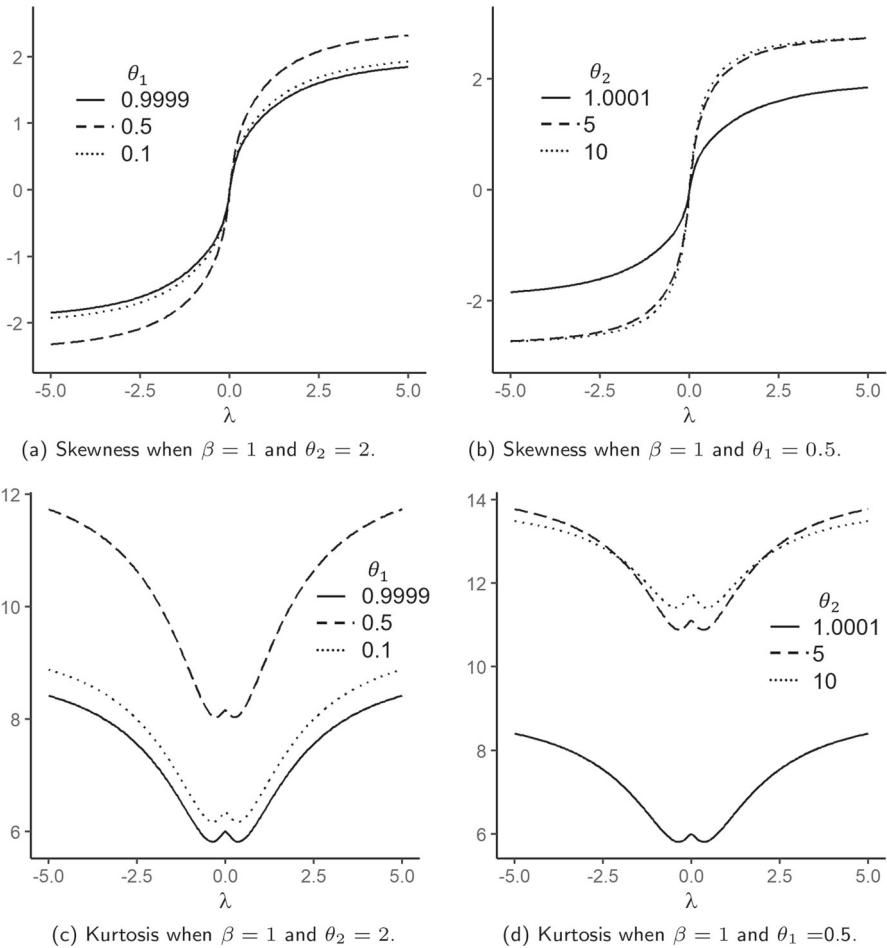 2
1
0
-1
-2
θ₁
0.9999
0.5
0.1
-5.0 -2.5 0.0 2.5 5.0
λ
(a) Skewness when β = 1 and θ₂ = 2.
2
0
-2
θ₂
1.0001
5
10
-5.0 -2.5 0.0 2.5 5.0
λ
(b) Skewness when β = 1 and θ₁ = 0.5.
12
10
8
6
θ₁
0.9999
0.5
0.1
-5.0 -2.5 0.0 2.5 5.0
λ
(c) Kurtosis when β = 1 and θ₂ = 2.
14
12
10
8
6
θ₂
1.0001
5
10
-5.0 -2.5 0.0 2.5 5.0
λ
(d) Kurtosis when β = 1 and θ₁ =0.5.